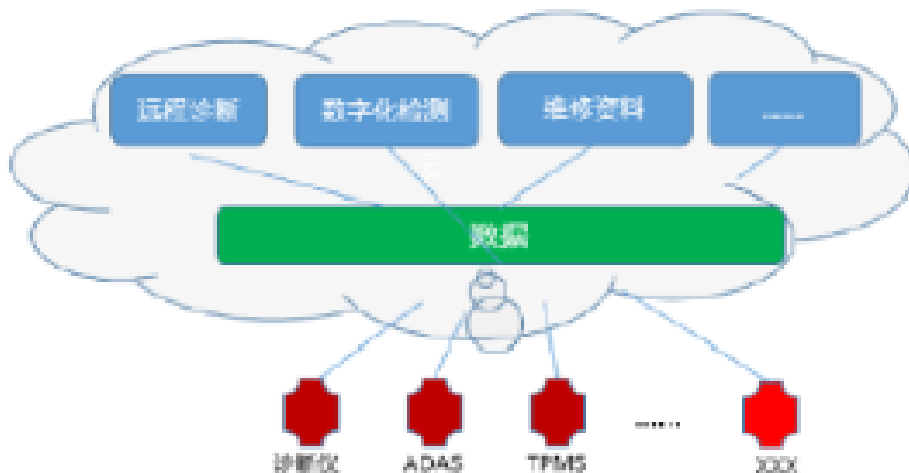 远程诊断
数字化检测
维修资料
......
数据
诊断仪
ADAS
TPMS
......
XXX